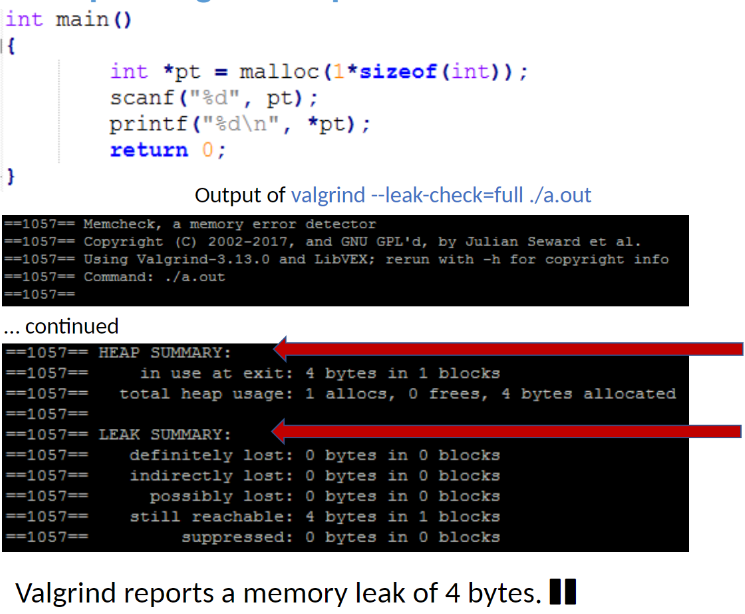 int main()
{
int *pt = malloc(1*sizeof(int));
scanf("%d", pt);
printf("%d\n", *pt);
return 0;
}
Output of valgrind --leak-check=full ./a.out
==1057== Memcheck, a memory error detector
==1057== Copyright (C) 2002-2017, and GNU GPL'd, by Julian Seward et al.
==1057== Using Valgrind-3.13.0 and LibVEX; rerun with -h for copyright info
==1057== Command: ./a.out
==1057==
... continued
==1057== HEAP SUMMARY:
==1057==     in use at exit: 4 bytes in 1 blocks
==1057==   total heap usage: 1 allocs, 0 frees, 4 bytes allocated
==1057==
==1057== LEAK SUMMARY:
==1057==    definitely lost: 0 bytes in 0 blocks
==1057==    indirectly lost: 0 bytes in 0 blocks
==1057==      possibly lost: 0 bytes in 0 blocks
==1057==    still reachable: 4 bytes in 1 blocks
==1057==         suppressed: 0 bytes in 0 blocks
Valgrind reports a memory leak of 4 bytes.